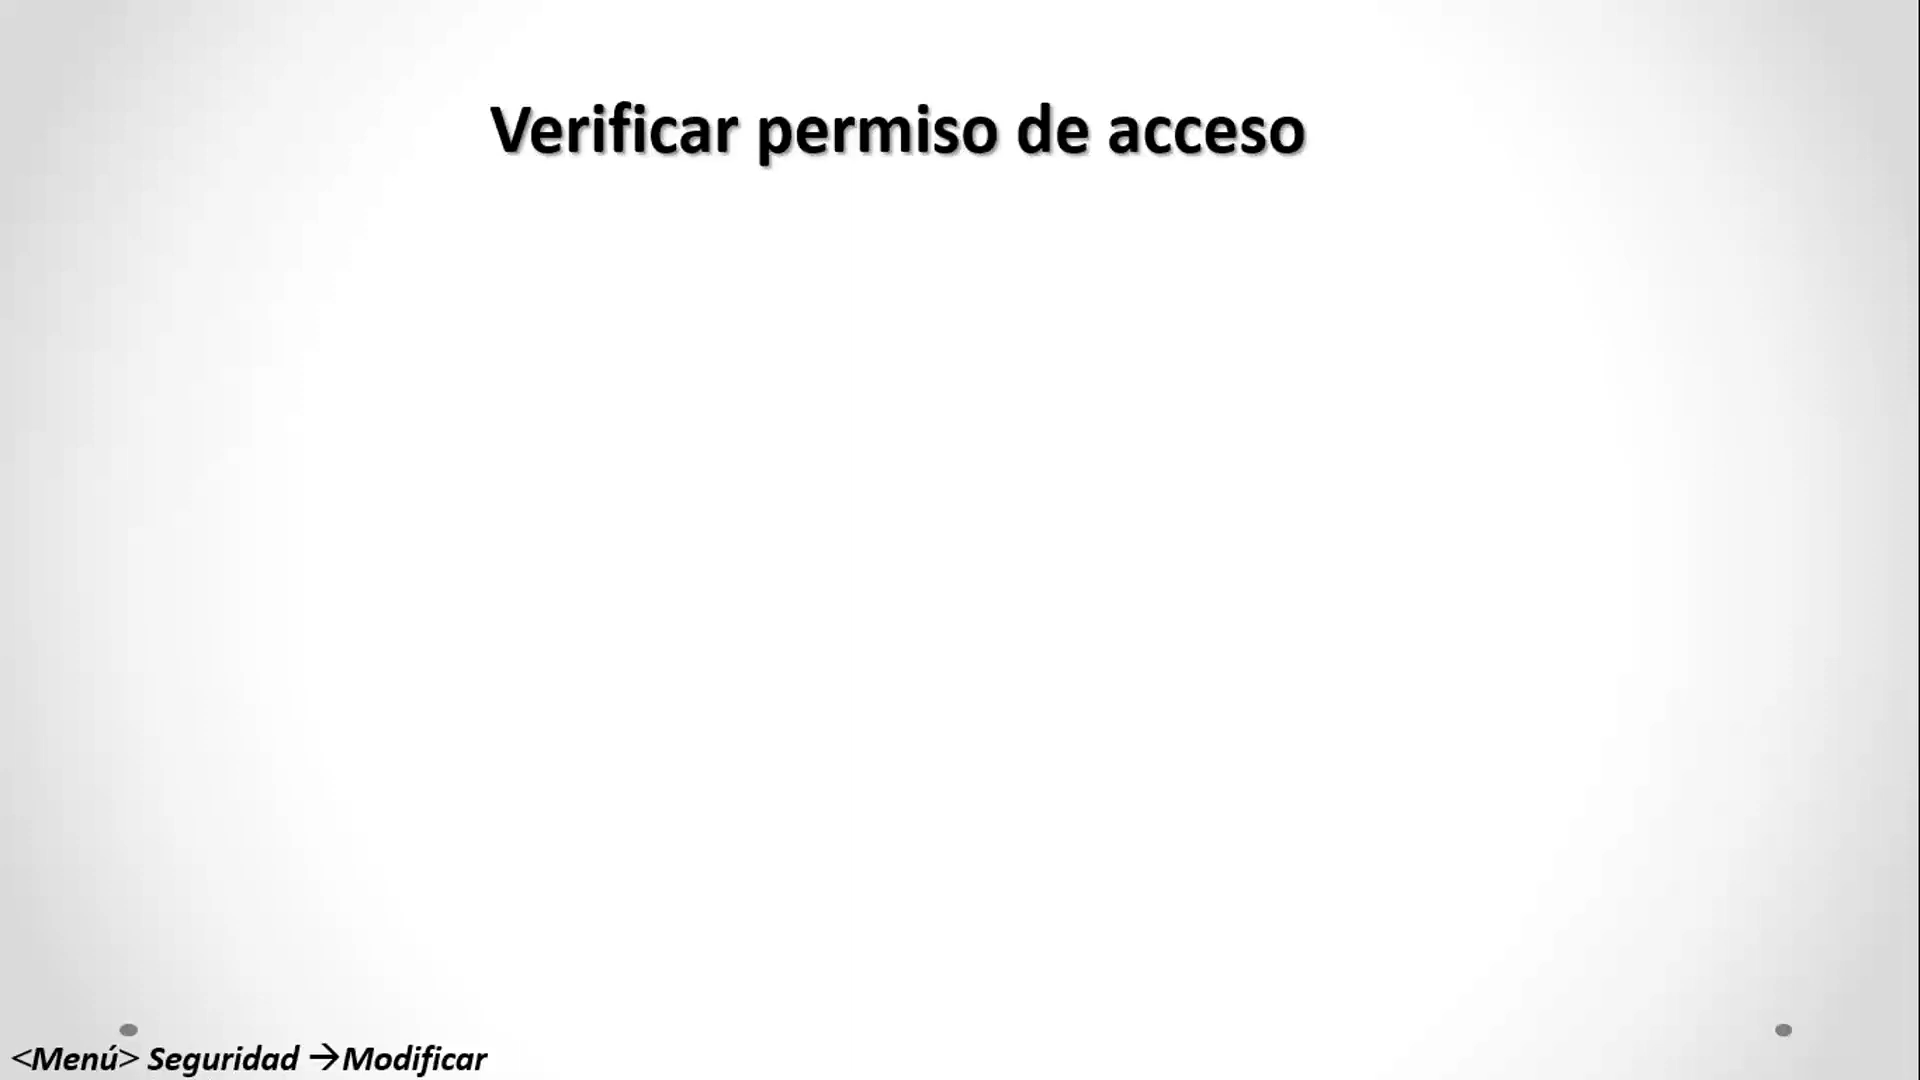 Verificar permiso de acceso
<Menú> Seguridad →Modificar